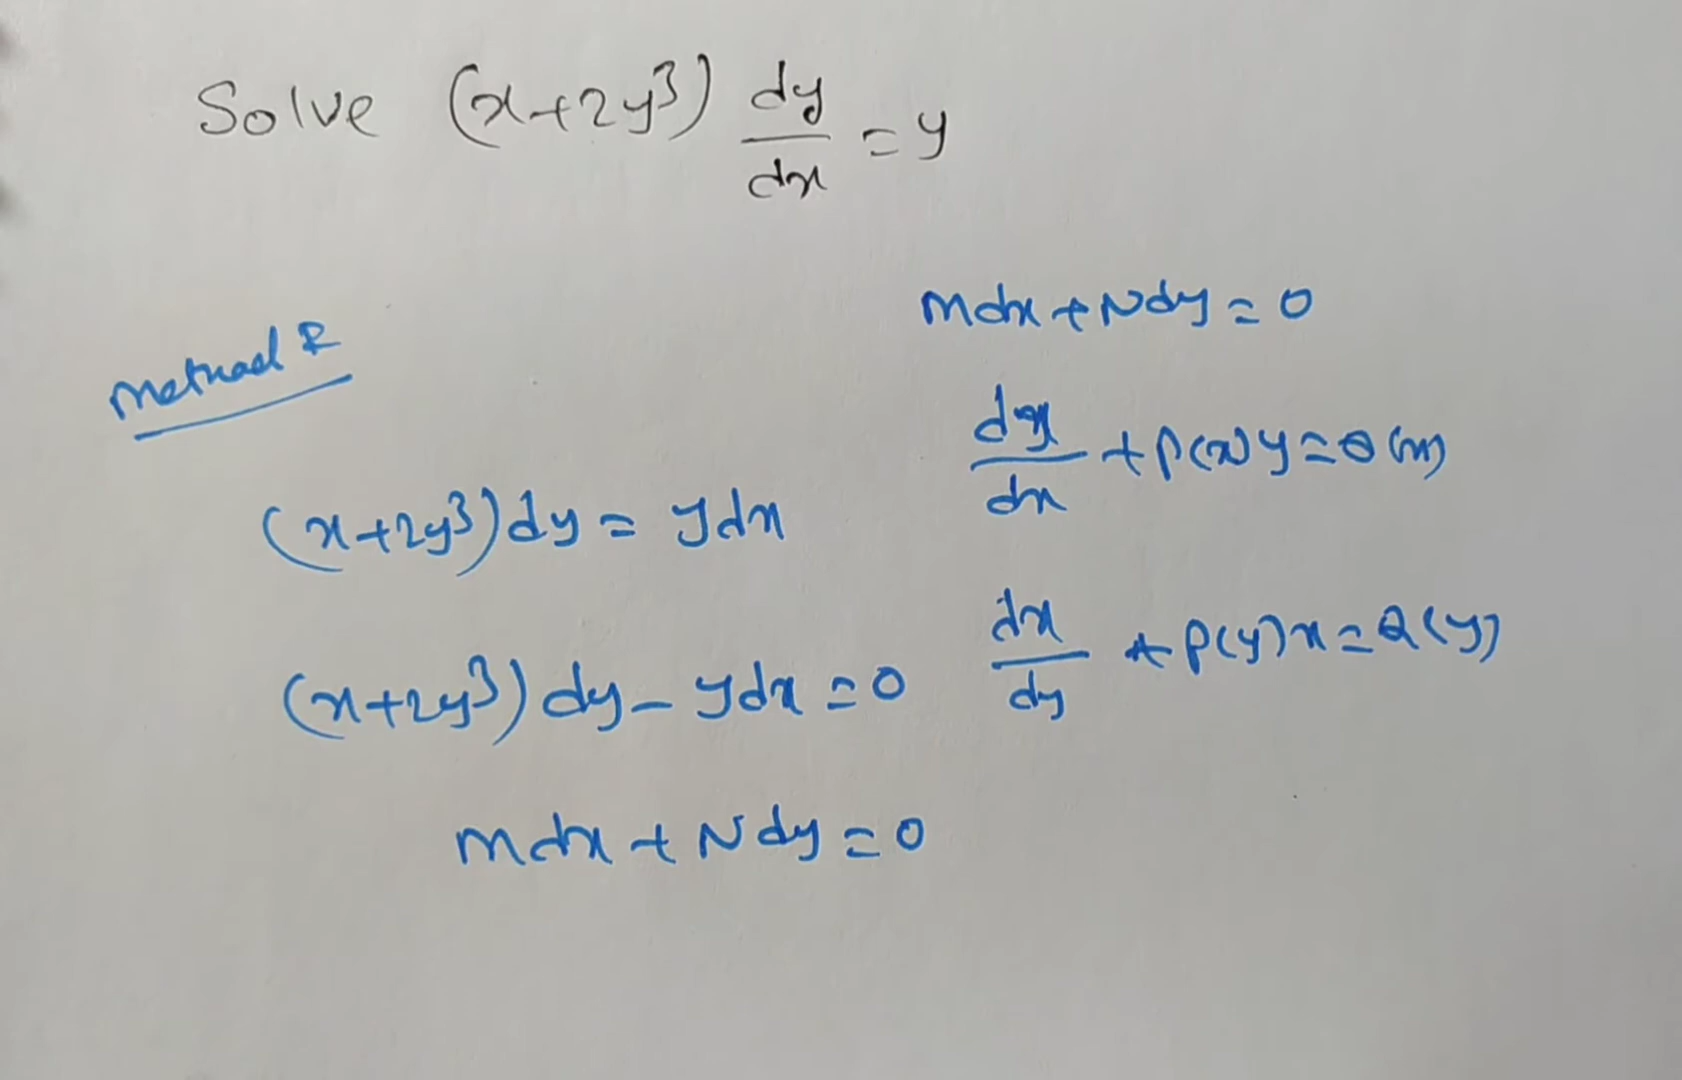 Solve (x+2y³) dy/dx = y
Method
(x+2y³)dy = ydx
(x+2y³)dy - ydx = 0
Mdx + Ndy = 0
Mdx + Ndy = 0
dy/dx + P(x)y = Q(x)
dx/dy + P(y)x = Q(y)